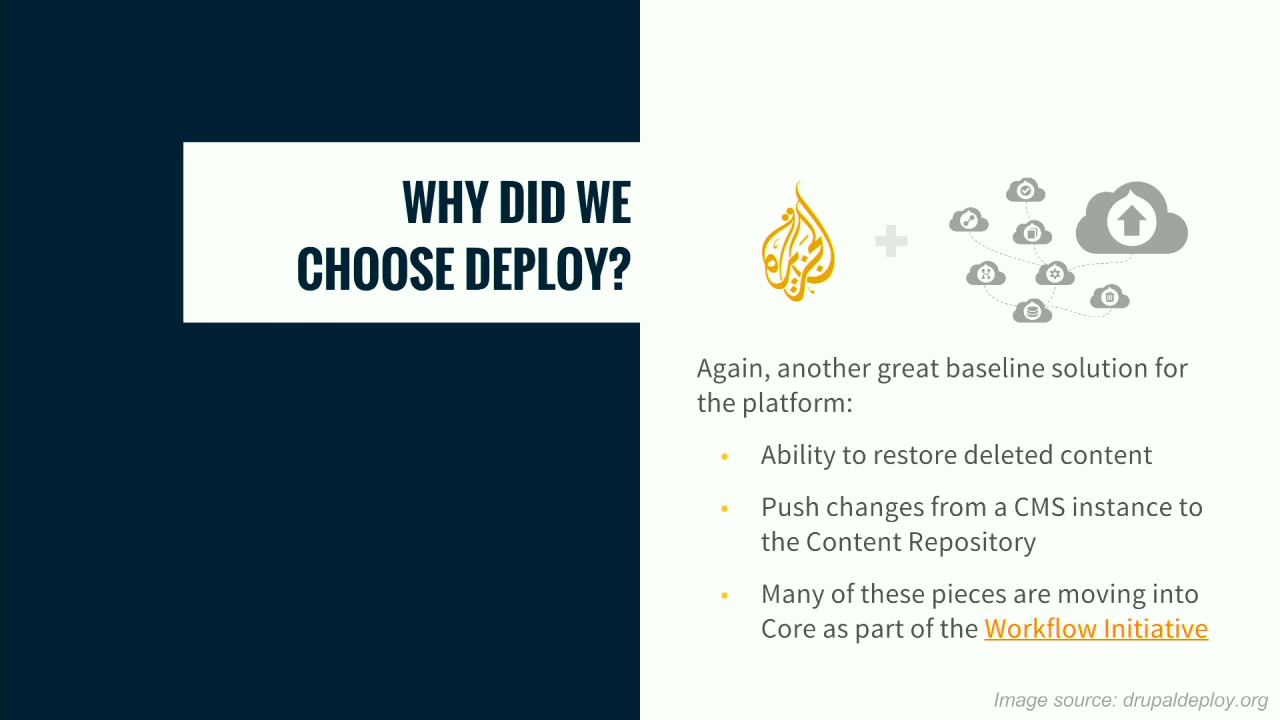 WHY DID WE
CHOOSE DEPLOY?
Again, another great baseline solution for
the platform:
• Ability to restore deleted content
• Push changes from a CMS instance to
the Content Repository
• Many of these pieces are moving into
Core as part of the Workflow Initiative
Image source: drupaldeploy.org